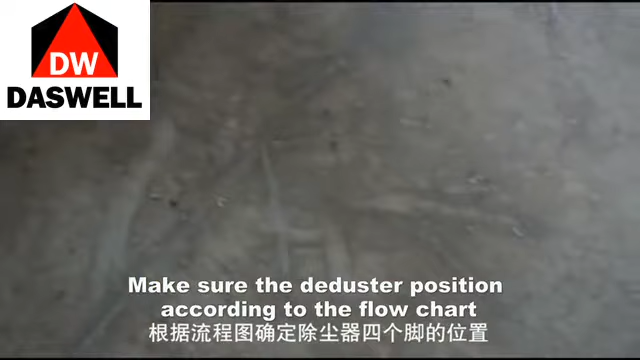 DW
DASWELL
Make sure the deduster position
according to the flow chart
根据流程图确定除尘器四个脚的位置